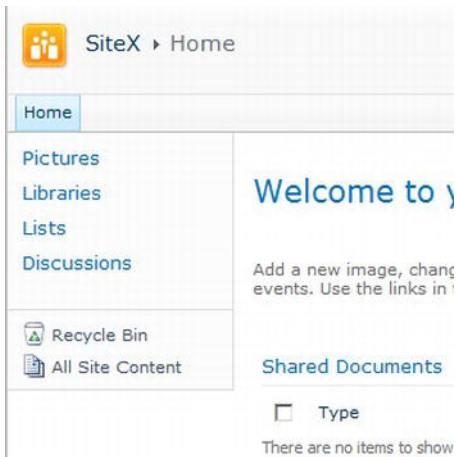 SiteX ▸ Home
Home
Pictures
Libraries
Lists
Discussions
Recycle Bin
All Site Content
Welcome to
Add a new image,
events. Use the links in
Shared Documents
Type
There are no items to show